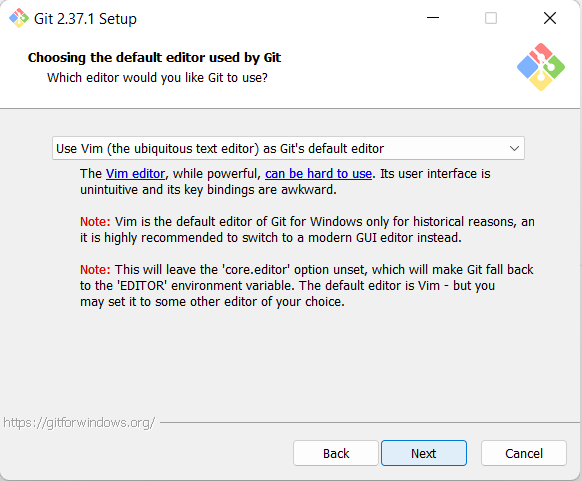 Git 2.37.1 Setup
Choosing the default editor used by Git
Which editor would you like Git to use?
Use Vim (the ubiquitous text editor) as Git's default editor
The Vim editor, while powerful, can be hard to use. Its user interface is
unintuitive and its key bindings are awkward.
Note: Vim is the default editor of Git for Windows only for historical reasons, an
it is highly recommended to switch to a modern GUI editor instead.
Note: This will leave the 'core.editor' option unset, which will make Git fall back
to the 'EDITOR' environment variable. The default editor is Vim - but you
may set it to some other editor of your choice.
https://gitforwindows.org/
Back Next Cancel